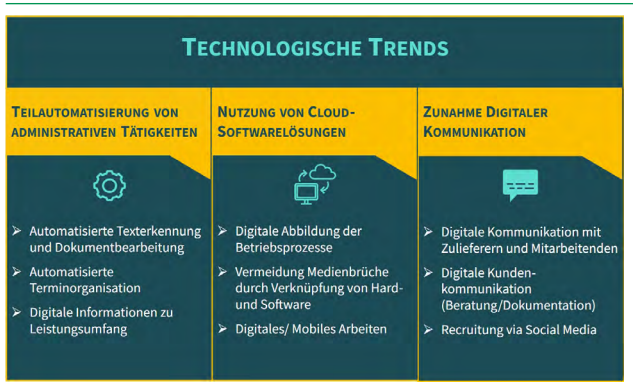 TECHNOLOGISCHE TRENDS
TEILAUTOMATISIERUNG VON
ADMINISTRATIVEN TÄTIGKEITEN
➢ Automatisierte Texterkennung
und Dokumentbearbeitung
➢ Automatisierte
Terminorganisation
➢ Digitale Informationen zu
Leistungsumfang
NUTZUNG VON CLOUD-
SOFTWARELÖSUNGEN
➢ Digitale Abbildung der
Betriebsprozesse
➢ Vermeidung Medienbrüche
durch Verknüpfung von Hard-
und Software
➢ Digitales/ Mobiles Arbeiten
ZUNAHME DIGITALER
KOMMUNIKATION
➢ Digitale Kommunikation mit
Zulieferern und Mitarbeitenden
➢ Digitale Kunden-
kommunikation
(Beratung/Dokumentation)
➢ Recruitung via Social Media